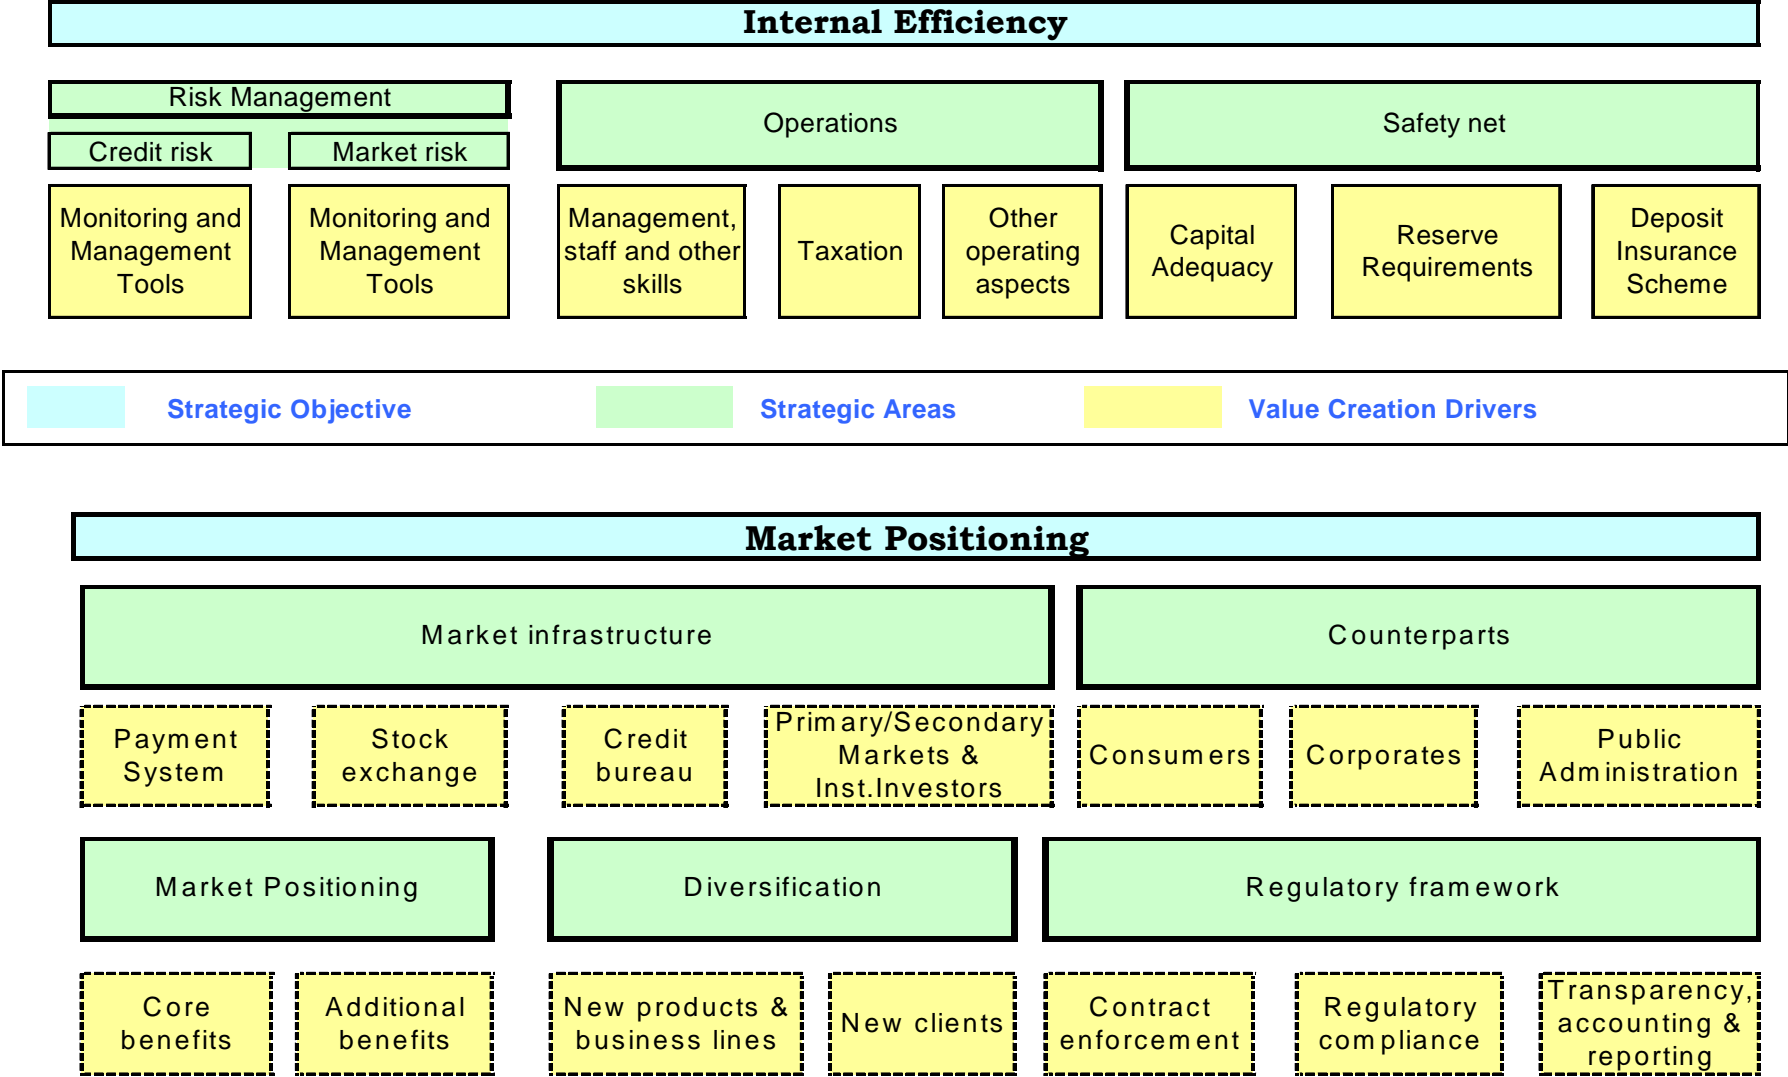 Internal Efficiency
Risk Management
Credit risk
Market risk
Operations
Safety net
Monitoring and
Management
Tools
Monitoring and
Management
Tools
Management,
staff and other
skills
Taxation
Other
operating
aspects
Capital
Adequacy
Reserve
Requirements
Deposit
Insurance
Scheme
Strategic Objective
Strategic Areas
Value Creation Drivers
Market Positioning
Market infrastructure
Counterparts
Payment
System
Stock
exchange
Credit
bureau
Primary/Secondary
Markets &
Inst.Investors
Consumers
Corporates
Public
Administration
Market Positioning
Diversification
Regulatory framework
Core
benefits
Additional
benefits
New products &
business lines
New clients
Contract
enforcement
Regulatory
compliance
Transparency,
accounting &
reporting